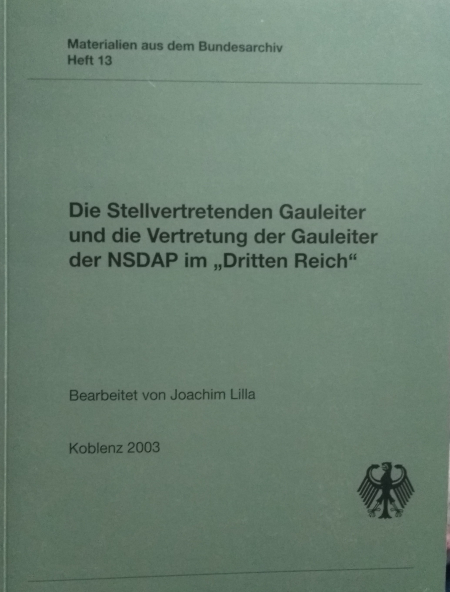 Materialien aus dem Bundesarchiv
Heft 13
Die Stellvertretenden Gauleiter
und die Vertretung der Gauleiter
der NSDAP im „Dritten Reich“
Bearbeitet von Joachim Lilla
Koblenz 2003